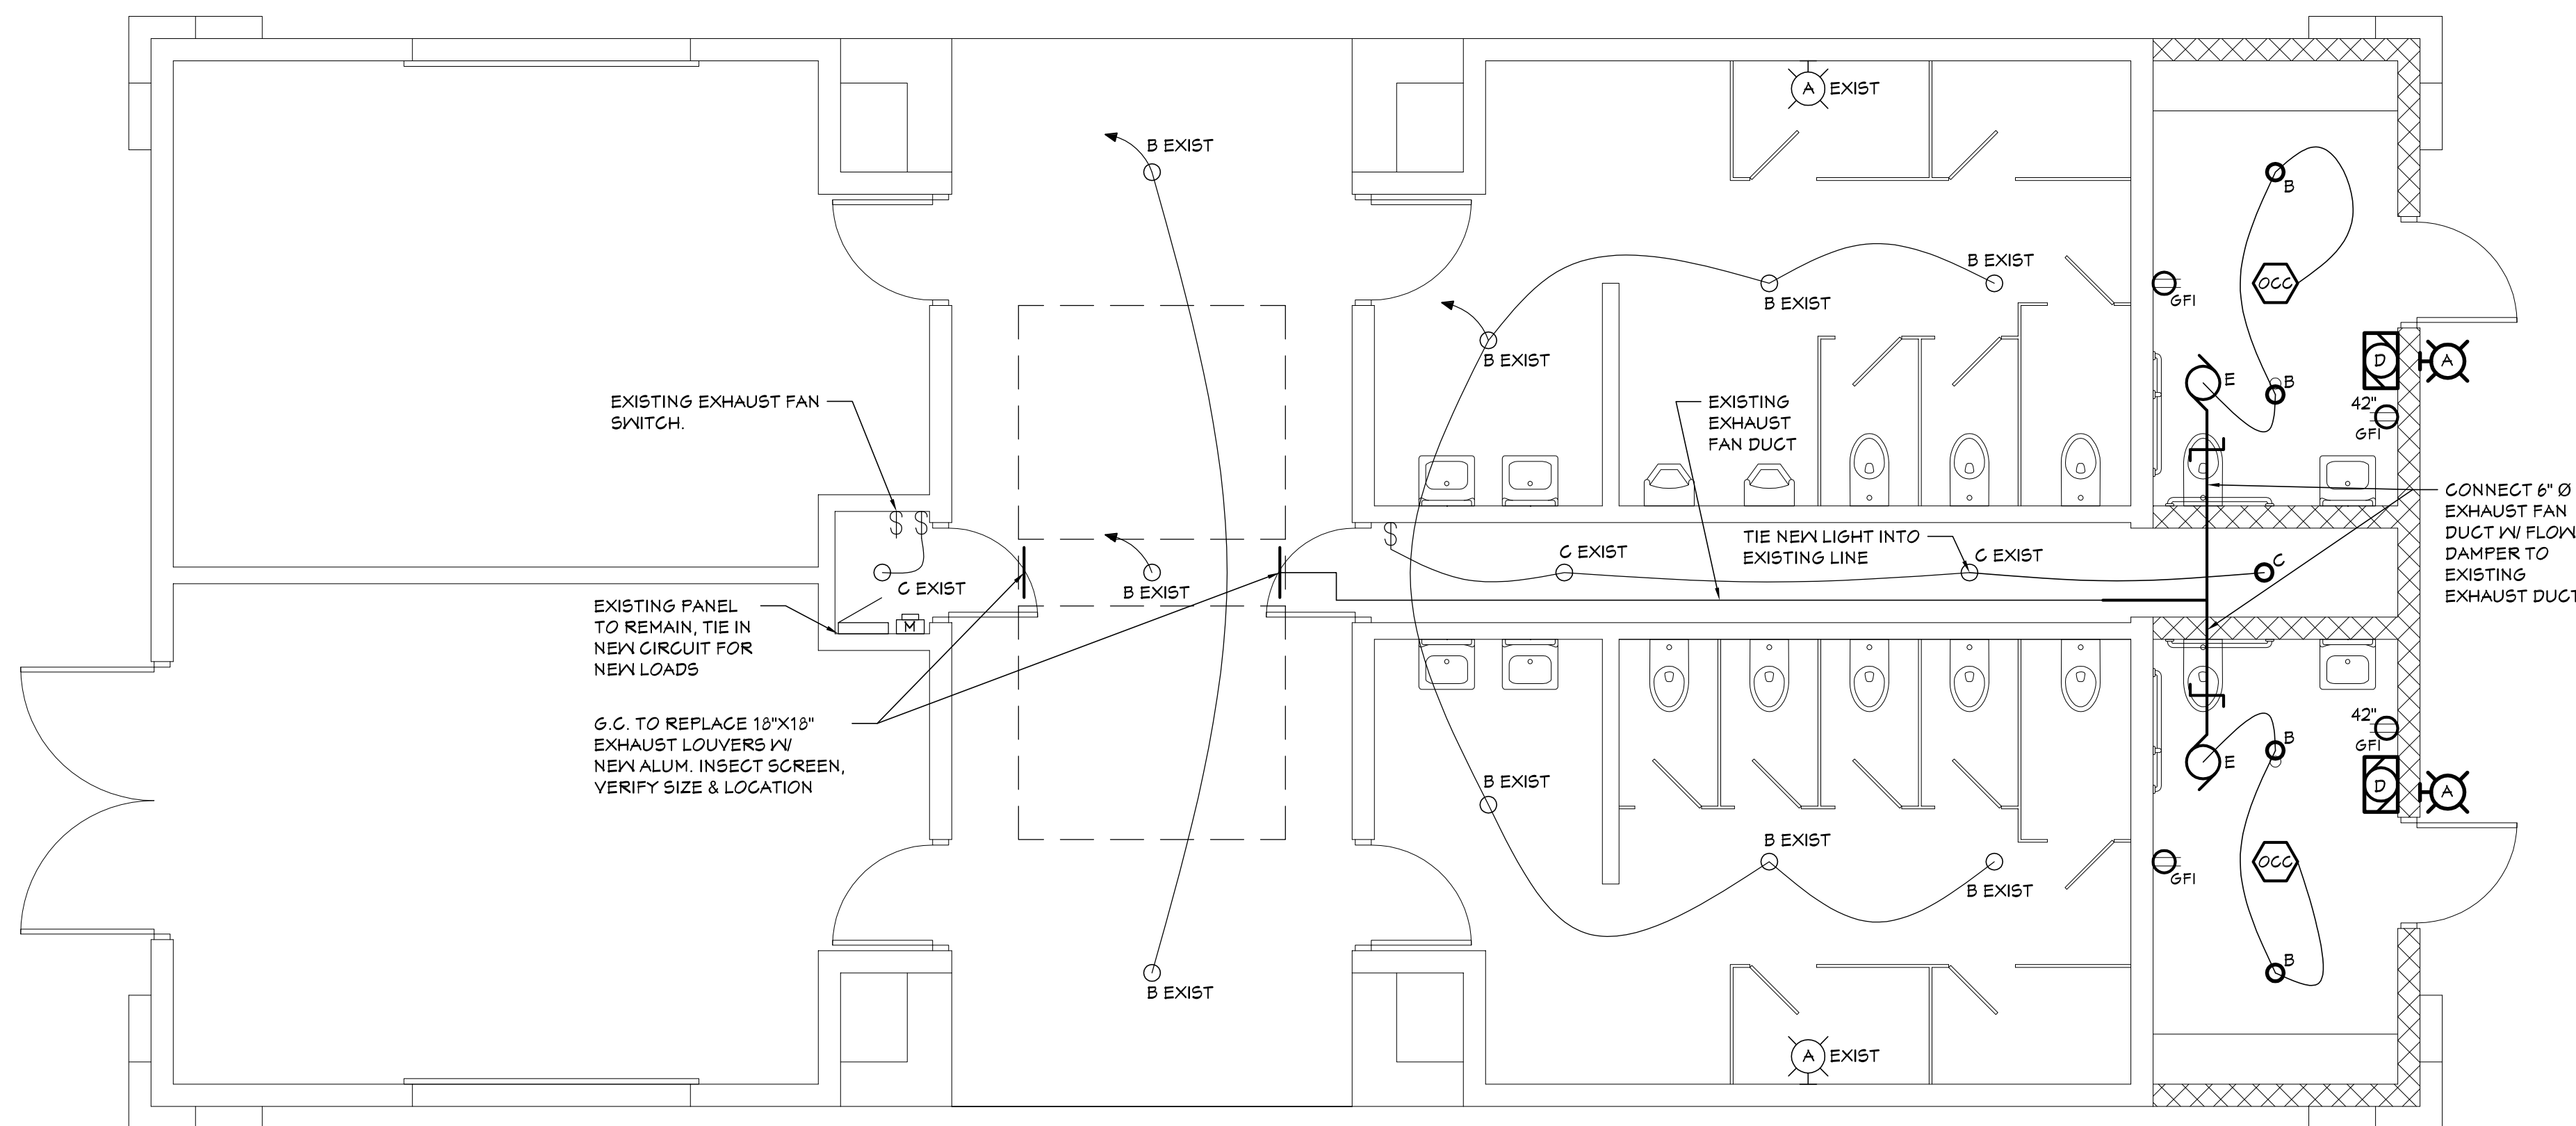 A EXIST
B EXIST
B
B EXIST
B EXIST
OCC
GFI
B EXIST
D
A
E
B
EXISTING EXHAUST FAN
SWITCH.
EXISTING
EXHAUST
FAN DUCT
42"
GFI
CONNECT 6" Ø
EXHAUST FAN
DUCT W/ FLOW
DAMPER TO
EXISTING
EXHAUST DUCT
$ $
$
TIE NEW LIGHT INTO
EXISTING LINE
C EXIST
C EXIST
C
C EXIST
B EXIST
EXISTING PANEL
TO REMAIN, TIE IN
NEW CIRCUIT FOR
NEW LOADS
M
G.C. TO REPLACE 18"X18"
EXHAUST LOUVERS W/
NEW ALUM. INSECT SCREEN,
VERIFY SIZE & LOCATION
42"
GFI
B
E
D
A
B EXIST
B EXIST
OCC
GFI
B EXIST
B
B EXIST
A EXIST